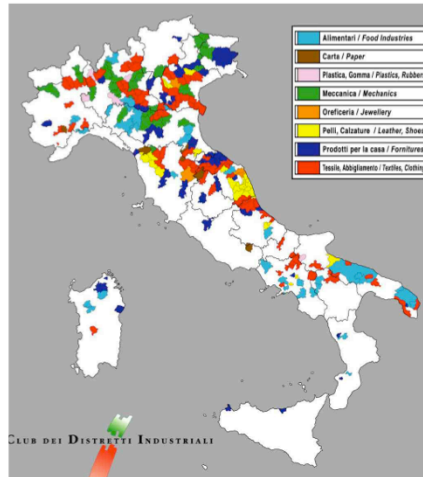 Alimentari / Food Industries
Carta / Paper
Plastica, Gomma / Plastics, Rubber
Meccanica / Mechanics
Oreficeria / Jewellery
Pelli, Calzature / Leather, Shoes
Prodotti per la casa / Fornitures
Tessile, Abbigliamento / Textiles, Clothing
CLUB DEI DISTRETTI INDUSTRIALI